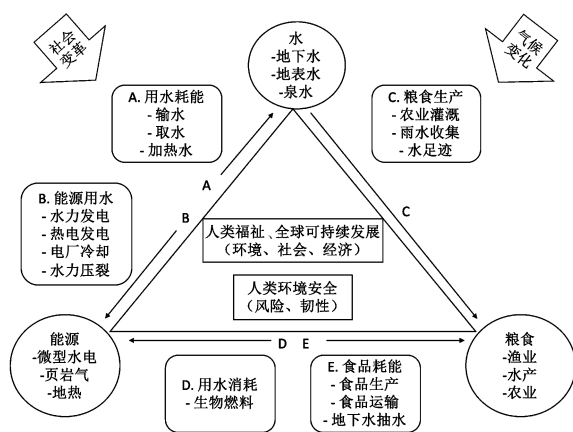 社会
变革
气候
变化
水
-地下水
-地表水
-泉水
A. 用水耗能
- 输水
- 取水
- 加热水
C. 粮食生产
- 农业灌溉
- 雨水收集
- 水足迹
A
B. 能源用水
- 水力发电
- 热电发电
- 电厂冷却
- 水力压裂
B
C
人类福祉、全球可持续发展
（环境、社会、经济）
人类环境安全
（风险、韧性）
能源
-微型水电
-页岩气
-地热
D E
粮食
-渔业
-水产
-农业
D. 用水消耗
- 生物燃料
E. 食品耗能
- 食品生产
- 食品运输
- 地下水抽水